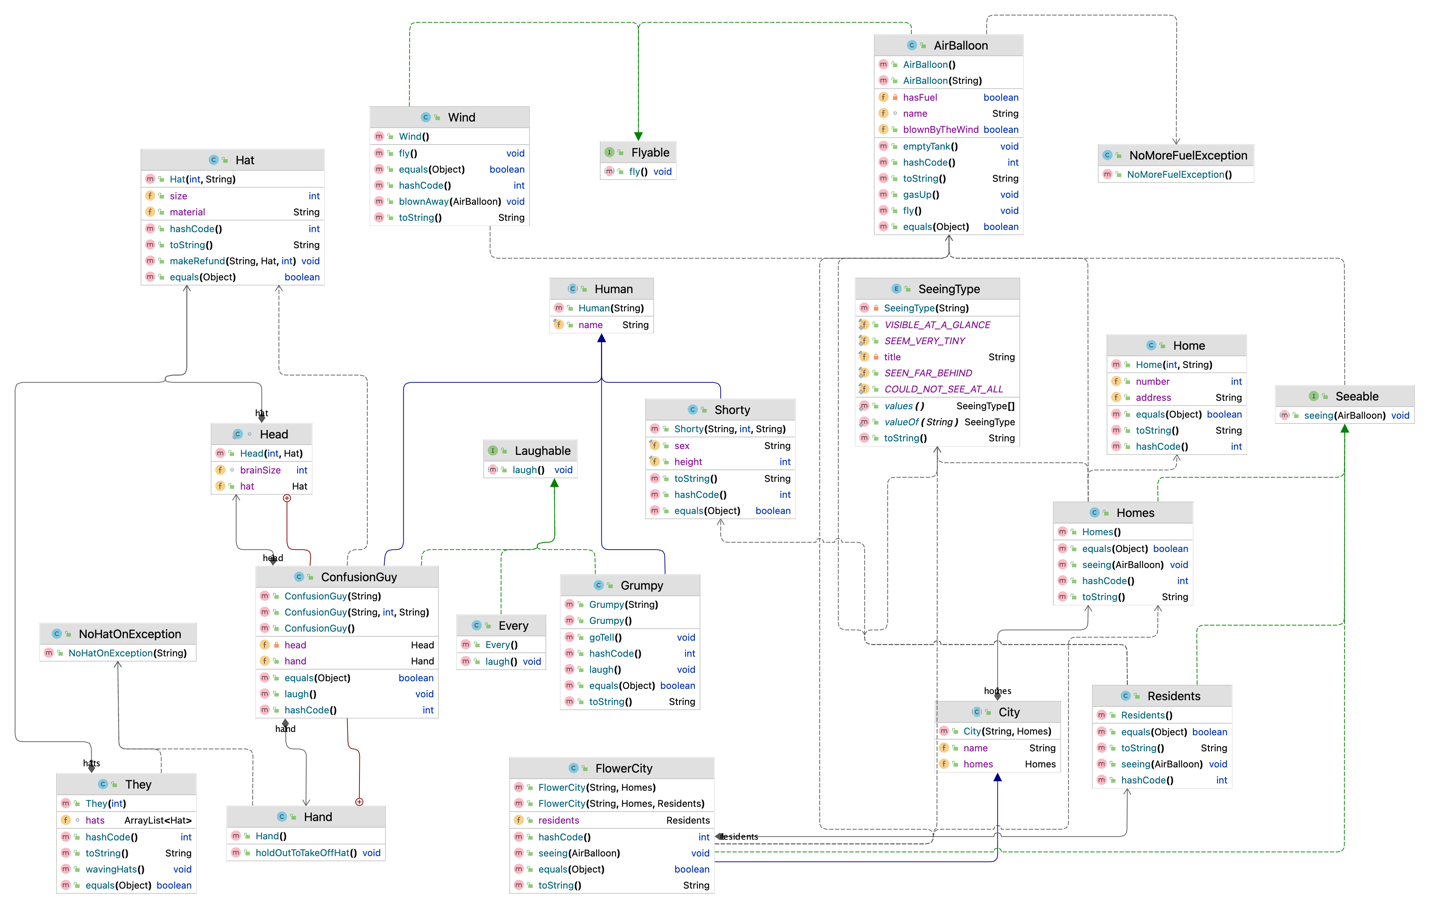 AirBalloon
AirBalloon()
AirBalloon(String)
hasFuel boolean
name String
blownByTheWind boolean
emptyTank() void
hashCode() int
toString() String
gasUp() void
fly() void
equals(Object) boolean
Wind
Wind()
fly() void
equals(Object) boolean
hashCode() int
blownAway(AirBalloon) void
toString() String
Flyable
fly() void
NoMoreFuelException
NoMoreFuelException()
Hat
Hat(int, String)
size int
material String
hashCode() int
toString() String
makeRefund(String, Hat, int) void
equals(Object) boolean
Human
Human(String)
name String
SeeingType
SeeingType(String)
VISIBLE_AT_A_GLANCE
SEEM_VERY_TINY
title String
SEEN_FAR_BEHIND
COULD_NOT_SEE_AT_ALL
values() SeeingType[]
valueOf(String) SeeingType
toString() String
Home
Home(int, String)
number int
address String
equals(Object) boolean
toString() String
hashCode() int
Seeable
seeing(AirBalloon) void
hat
Head
Head(int, Hat)
brainSize int
hat Hat
Shorty
Shorty(String, int, String)
sex String
height int
toString() String
hashCode() int
equals(Object) boolean
Laughable
laugh() void
Homes
Homes()
equals(Object) boolean
seeing(AirBalloon) void
hashCode() int
toString() String
head
ConfusionGuy
ConfusionGuy(String)
ConfusionGuy(String, int, String)
ConfusionGuy()
head Head
hand Hand
equals(Object) boolean
laugh() void
hashCode() int
hand
Grumpy
Grumpy(String)
Grumpy()
goTell() void
hashCode() int
laugh() void
equals(Object) boolean
toString() String
Every
Every()
laugh() void
NoHatOnException
NoHatOnException(String)
homes
City
City(String, Homes)
name String
homes Homes
Residents
Residents()
equals(Object) boolean
toString() String
seeing(AirBalloon) void
hashCode() int
hats
They
They(int)
hats ArrayList<Hat>
hashCode() int
toString() String
wavingHats() void
equals(Object) boolean
Hand
Hand()
holdOutToTakeOffHat() void
FlowerCity
FlowerCity(String, Homes)
FlowerCity(String, Homes, Residents)
residents Residents
hashCode() int
seeing(AirBalloon) void
equals(Object) boolean
toString() String
residents